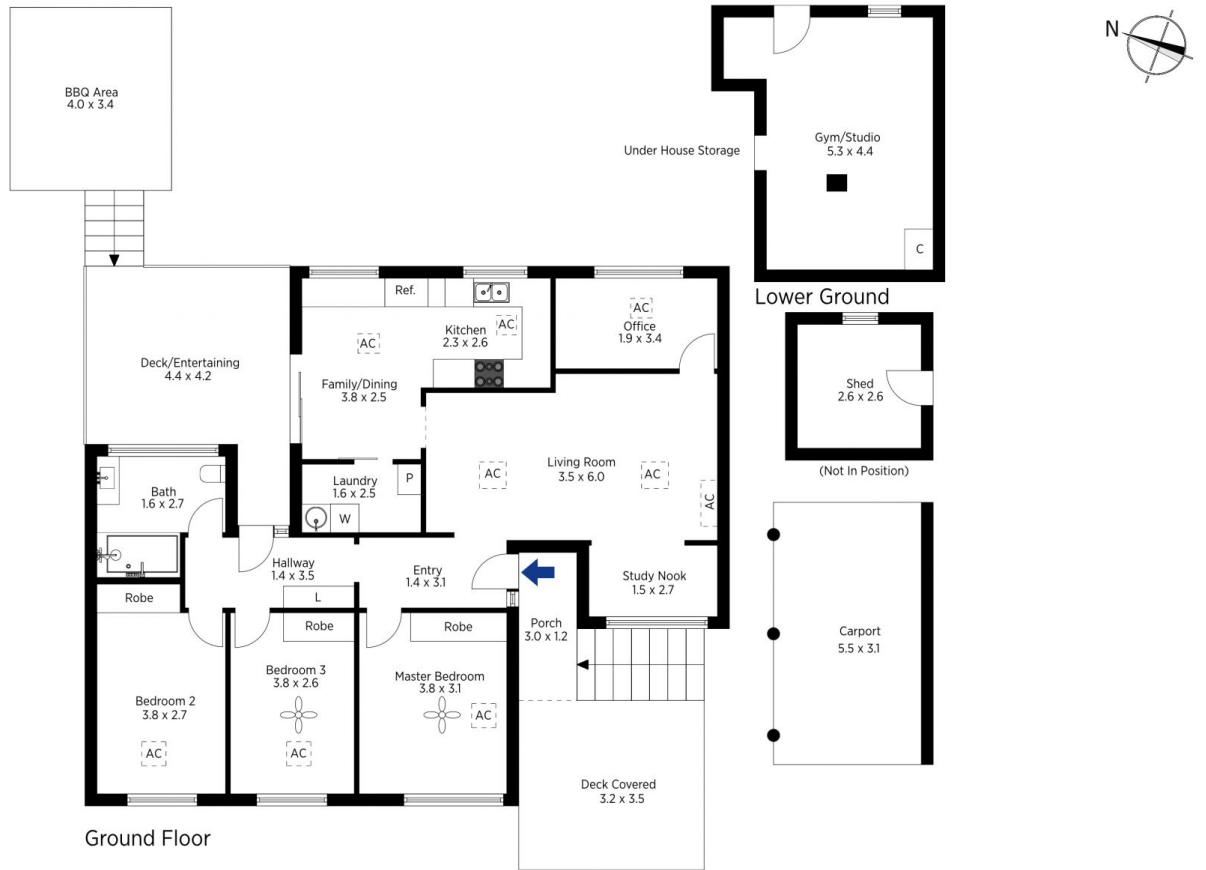 BBQ Area
4.0 x 3.4
N
Under House Storage
Gym/Studio
5.3 x 4.4
C
Lower Ground
Deck/Entertaining
4.4 x 4.2
Ref.
AC
Kitchen
2.3 x 2.6
AC
Family/Dining
3.8 x 2.5
AC
Office
1.9 x 3.4
Shed
2.6 x 2.6
(Not In Position)
Bath
1.6 x 2.7
Laundry
1.6 x 2.5
P
W
AC
Living Room
3.5 x 6.0
AC
AC
Hallway
1.4 x 3.5
L
Entry
1.4 x 3.1
Study Nook
1.5 x 2.7
Porch
3.0 x 1.2
Robe
Robe
Robe
Bedroom 2
3.8 x 2.7
AC
Bedroom 3
3.8 x 2.6
AC
Master Bedroom
3.8 x 3.1
AC
Carport
5.5 x 3.1
Deck Covered
3.2 x 3.5
Ground Floor